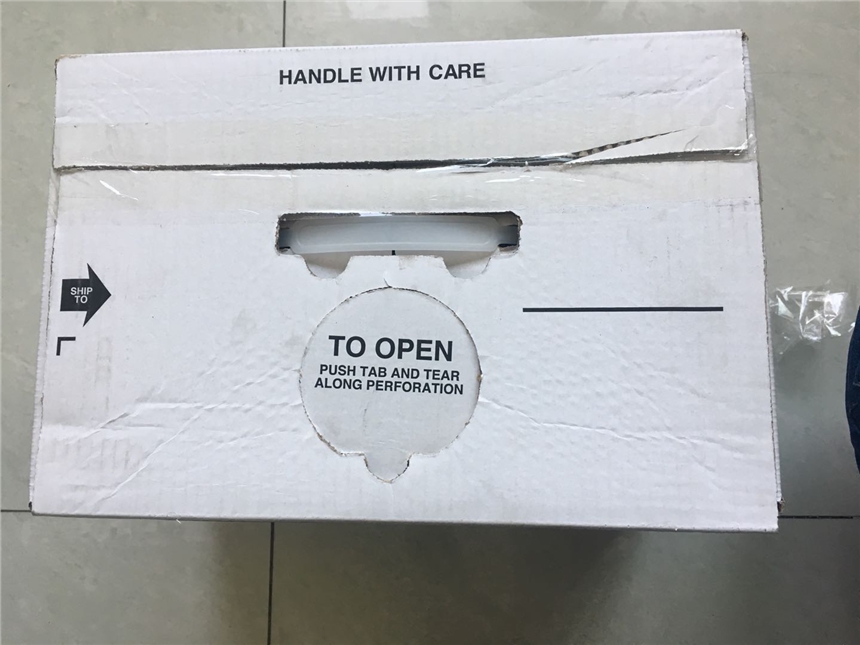 HANDLE WITH CARE
SHIP
TO
TO OPEN
PUSH TAB AND TEAR
ALONG PERFORATION